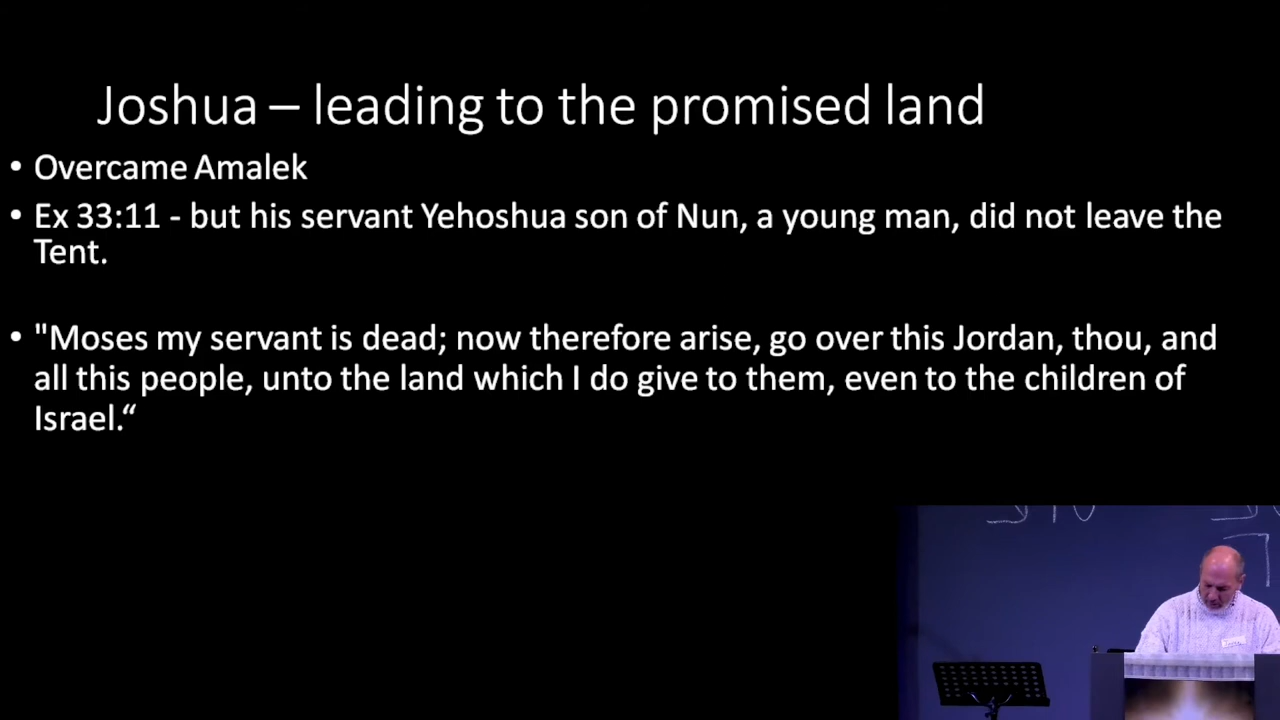 Joshua – leading to the promised land
• Overcame Amalek
• Ex 33:11 - but his servant Yehoshua son of Nun, a young man, did not leave the
Tent.
• "Moses my servant is dead; now therefore arise, go over this Jordan, thou, and
all this people, unto the land which I do give to them, even to the children of
Israel.“